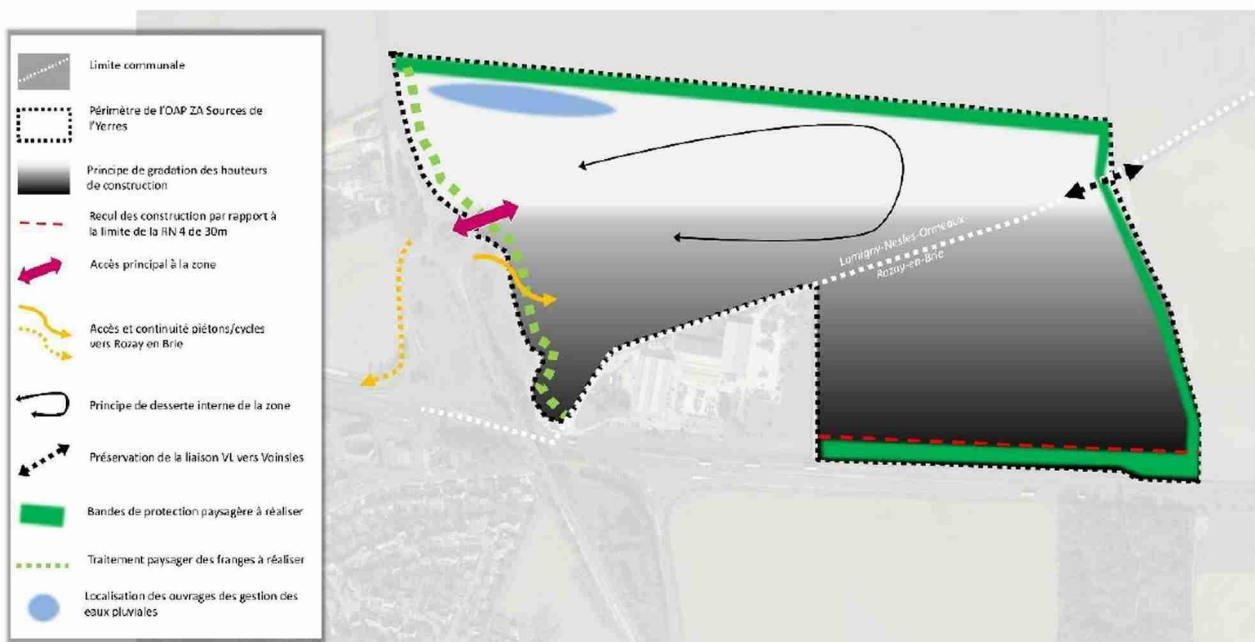 Limite communale
Périmètre de l'OAP ZA Sources de
l'Yerres
Principe de gradation des hauteurs
de construction
Recul des construction par rapport à
la limite de la RN 4 de 30m
Accès principal à la zone
Accès et continuité piétons/cycles
vers Rozay en Brie
Principe de desserte interne de la zone
Préservation de la liaison VL vers Voinsles
Bandes de protection paysagère à réaliser
Traitement paysager des franges à réaliser
Localisation des ouvrages des gestion des
eaux pluviales
Lumigny-Nesles-Ormeaux
Rozay-en-Brie